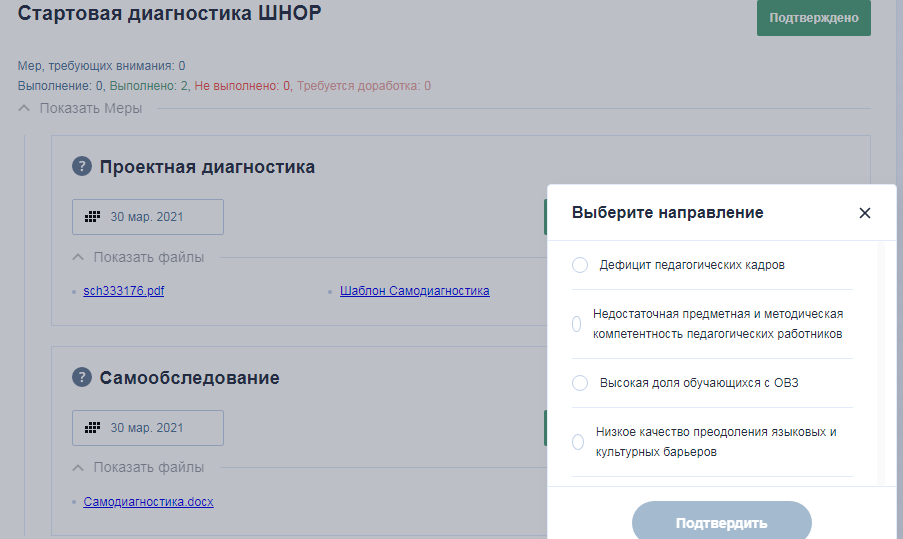 Стартовая диагностика ШНОР
Подтверждено
Мер, требующих внимания: 0
Выполнение: 0, Выполнено: 2, Не выполнено: 0, Требуется доработка: 0
Показать Меры
? Проектная диагностика
30 мар. 2021
Показать файлы
sch333176.pdf
Шаблон Самодиагностика
? Самообследование
30 мар. 2021
Показать файлы
Самодиагностика.docx
Выберите направление
Дефицит педагогических кадров
Недостаточная предметная и методическая
компетентность педагогических работников
Высокая доля обучающихся с ОВЗ
Низкое качество преодоления языковых и
культурных барьеров
Подтвердить